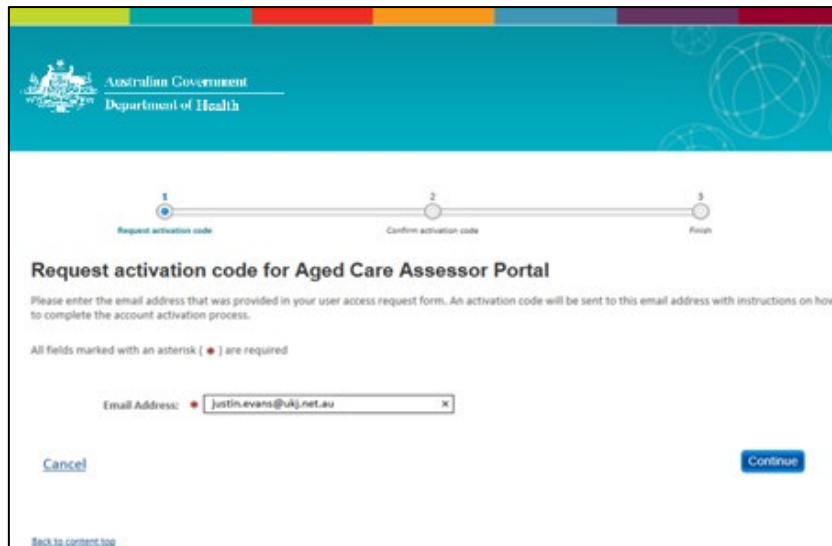 Australian Government
Department of Health
1
2
3
Request activation code
Confirm activation code
Finish
Request activation code for Aged Care Assessor Portal
Please enter the email address that was provided in your user access request form. An activation code will be sent to this email address with instructions on how
to complete the account activation process.
All fields marked with an asterisk ( * ) are required
Email Address: * justin.evans@ukj.net.au ×
Cancel
Continue
Back to content top